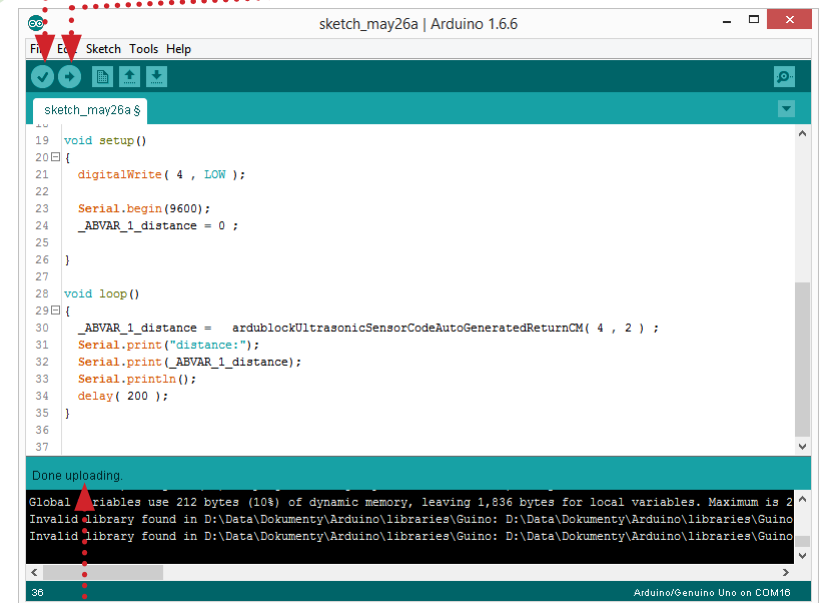 sketch_may26a | Arduino 1.6.6
Sketch Tools Help
sketch_may26a §
19 void setup()
20 {
21 digitalWrite( 4 , LOW );
22
23 Serial.begin(9600);
24 _ABVAR_1_distance = 0 ;
25
26 }
27
28 void loop()
29 {
30 _ABVAR_1_distance = ardublockUltrasonicSensorCodeAutoGeneratedReturnCM( 4 , 2 ) ;
31 Serial.print("distance:");
32 Serial.print(_ABVAR_1_distance);
33 Serial.println();
34 delay( 200 );
35 }
36
37
Done uploading.
Global variables use 212 bytes (10%) of dynamic memory, leaving 1,836 bytes for local variables. Maximum is 2
Invalid library found in D:\Data\Dokumenty\Arduino\libraries\Guino: D:\Data\Dokumenty\Arduino\libraries\Guino
Invalid library found in D:\Data\Dokumenty\Arduino\libraries\Guino: D:\Data\Dokumenty\Arduino\libraries\Guino
36 Arduino/Genuino Uno on COM16